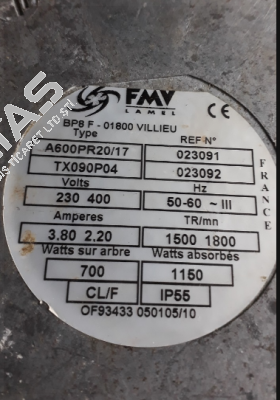 FMV
LAMEL
CE
BP8 F - 01800 VILLIEU
Type REF N°
A600PR20/17 023091
TX090P04 023092
Volts Hz
230 400 50-60 ~ III
Amperes TR/mn
3.80 2.20 1500 1800
Watts sur arbre Watts absorbés
700 1150
CL/F IP55
OF93433 050105/10
FRANCE